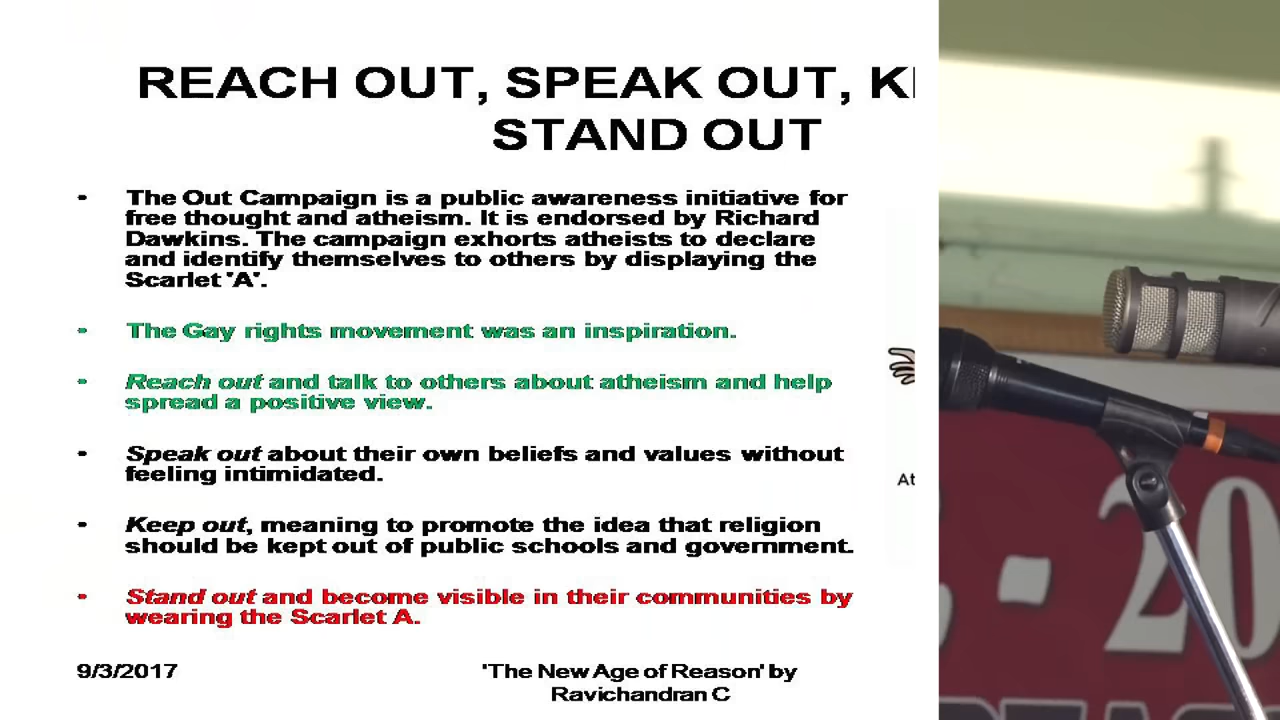 REACH OUT, SPEAK OUT,
STAND OUT
• The Out Campaign is a public awareness initiative for
free thought and atheism. It is endorsed by Richard
Dawkins. The campaign exhorts atheists to declare
and identify themselves to others by displaying the
Scarlet 'A'.
• The Gay rights movement was an inspiration.
• Reach out and talk to others about atheism and help
spread a positive view.
• Speak out about their own beliefs and values without
feeling intimidated.
• Keep out, meaning to promote the idea that religion
should be kept out of public schools and government.
• Stand out and become visible in their communities by
wearing the Scarlet A.
9/3/2017
'The New Age of Reason' by
Ravichandran C
At
- 20